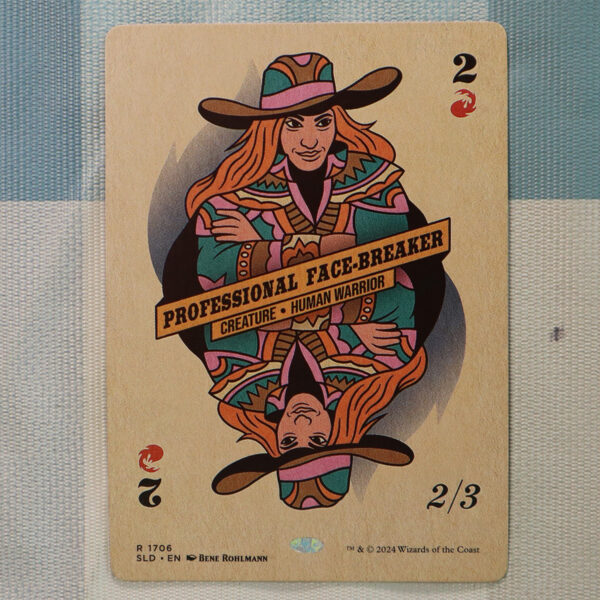 2
PROFESSIONAL FACE-BREAKER
CREATURE • HUMAN WARRIOR
2
2/3
R 1706
SLD • EN BENE ROHLMANN
™ & © 2024 Wizards of the Coast